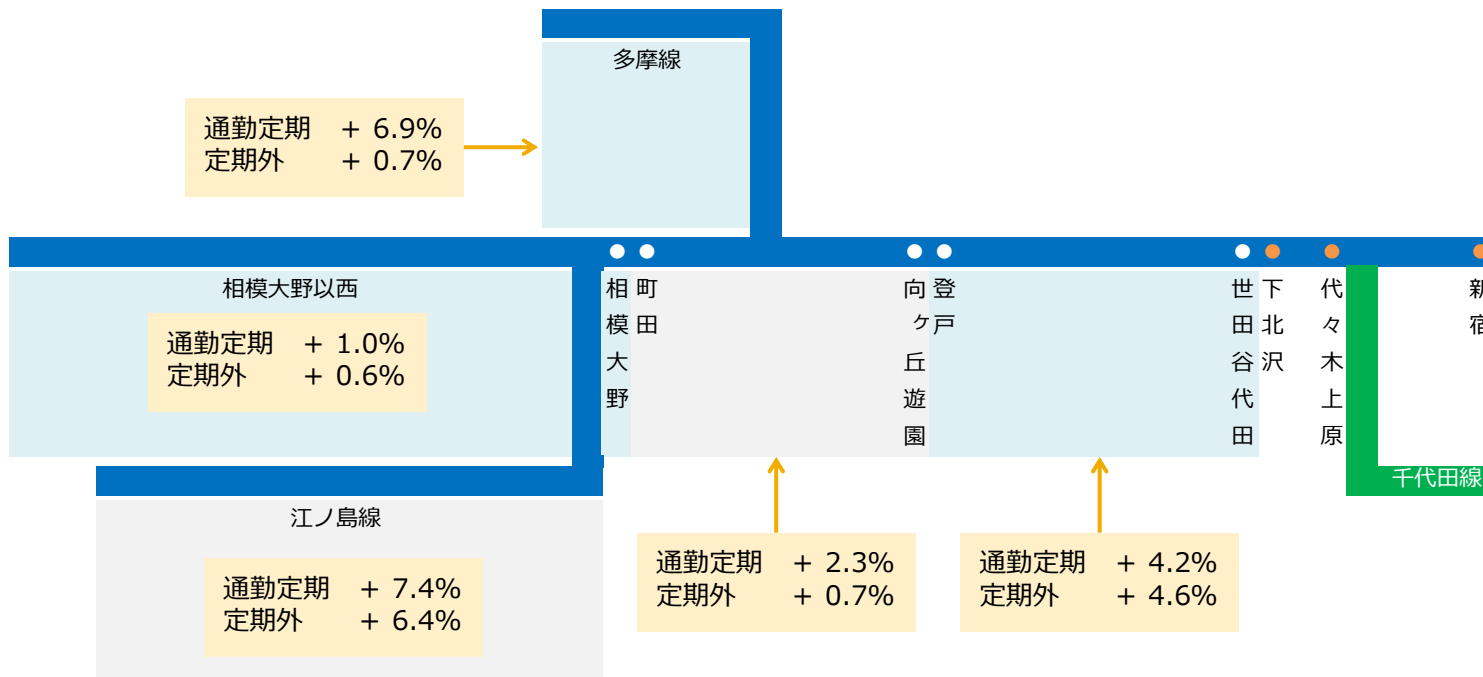 多摩線
通勤定期 + 6.9%
定期外 + 0.7%
相模大野以西
通勤定期 + 1.0%
定期外 + 0.6%
相模大野
町田
向ヶ丘遊園
登戸
世田谷代田
下北沢
代々木上原
新宿
千代田線
江ノ島線
通勤定期 + 7.4%
定期外 + 6.4%
通勤定期 + 2.3%
定期外 + 0.7%
通勤定期 + 4.2%
定期外 + 4.6%